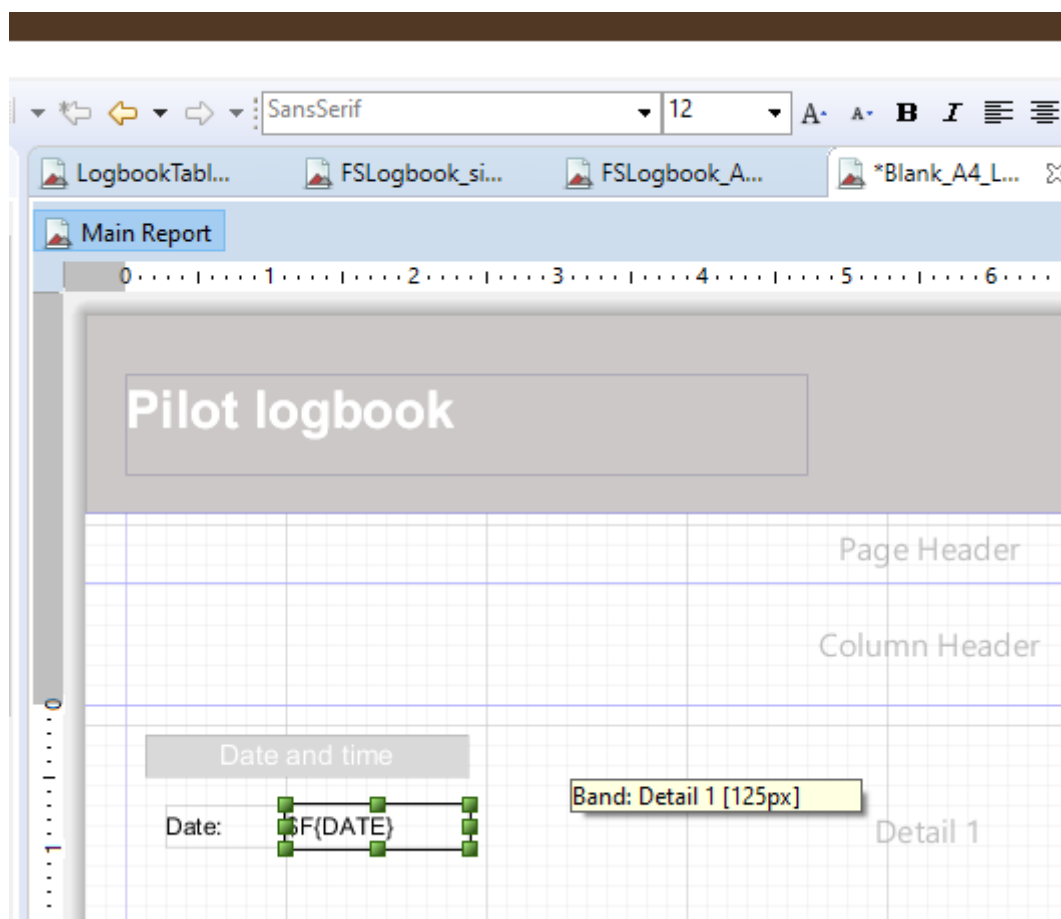 SansSerif 12 A A B I
LogbookTabl... FSLogbook_si... FSLogbook_A... *Blank_A4_L...
Main Report
0 1 2 3 4 5 6
Pilot logbook
Page Header
Column Header
0
Date and time
Band: Detail 1 [125px]
Date: $F{DATE}
Detail 1
1